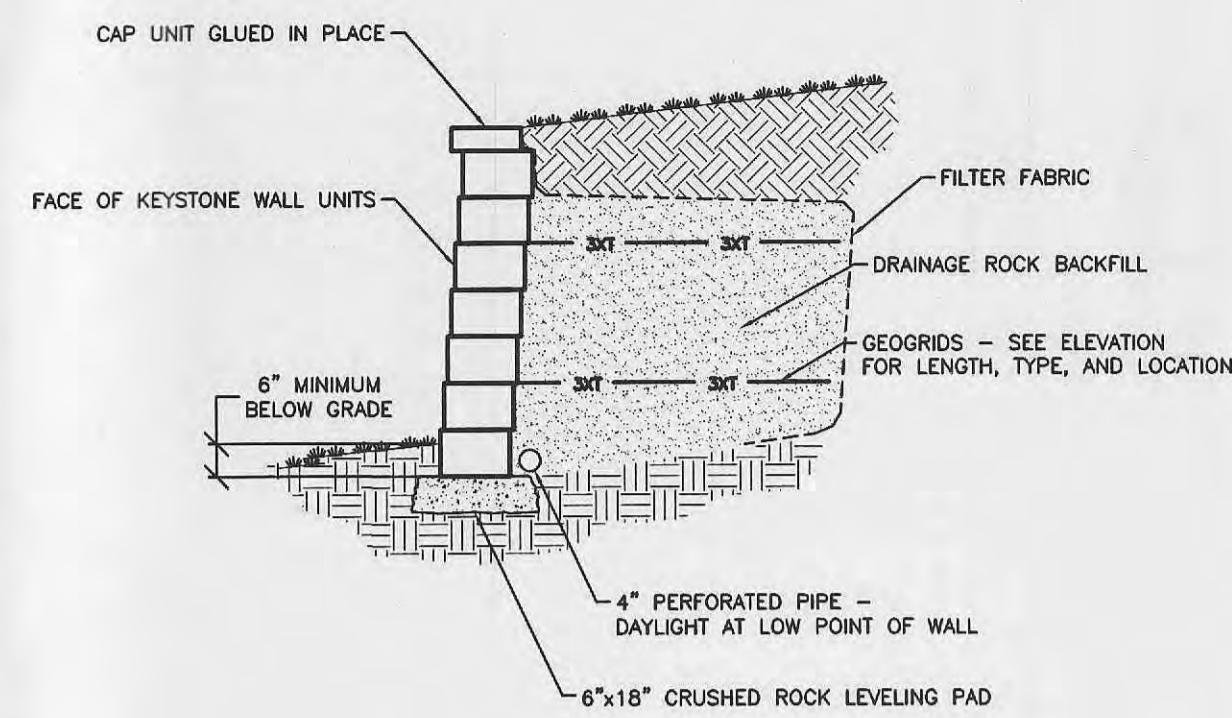 CAP UNIT GLUED IN PLACE
FACE OF KEYSTONE WALL UNITS
FILTER FABRIC
3XT 3XT
DRAINAGE ROCK BACKFILL
GEOGRIDS – SEE ELEVATION
FOR LENGTH, TYPE, AND LOCATION
3XT 3XT
6" MINIMUM
BELOW GRADE
4" PERFORATED PIPE –
DAYLIGHT AT LOW POINT OF WALL
6"x18" CRUSHED ROCK LEVELING PAD